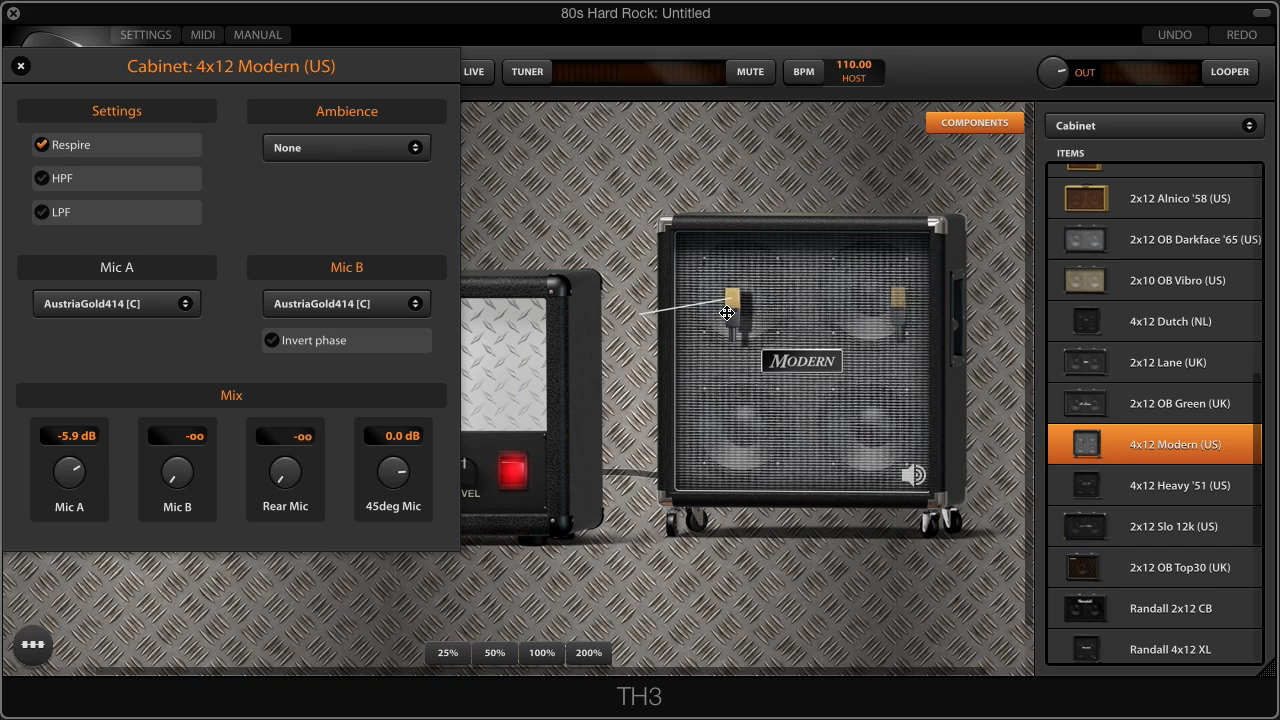 80s Hard Rock: Untitled
SETTINGS MIDI MANUAL UNDO REDO
Cabinet: 4x12 Modern (US)
LIVE TUNER MUTE BPM 110.00 HOST OUT LOOPER
Settings
Respire
HPF
LPF
Ambience
None
Mic A
AustriaGold414 [C]
Mic B
AustriaGold414 [C]
Invert phase
Mix
-5.9 dB -oo -oo 0.0 dB
Mic A Mic B Rear Mic 45deg Mic
COMPONENTS
MODERN
1
VEL
25% 50% 100% 200%
Cabinet
ITEMS
2x12 Alnico '58 (US)
2x12 OB Darkface '65 (US)
2x10 OB Vibro (US)
4x12 Dutch (NL)
2x12 Lane (UK)
2x12 OB Green (UK)
4x12 Modern (US)
4x12 Heavy '51 (US)
2x12 Slo 12k (US)
2x12 OB Top30 (UK)
Randall 2x12 CB
Randall 4x12 XL
TH3